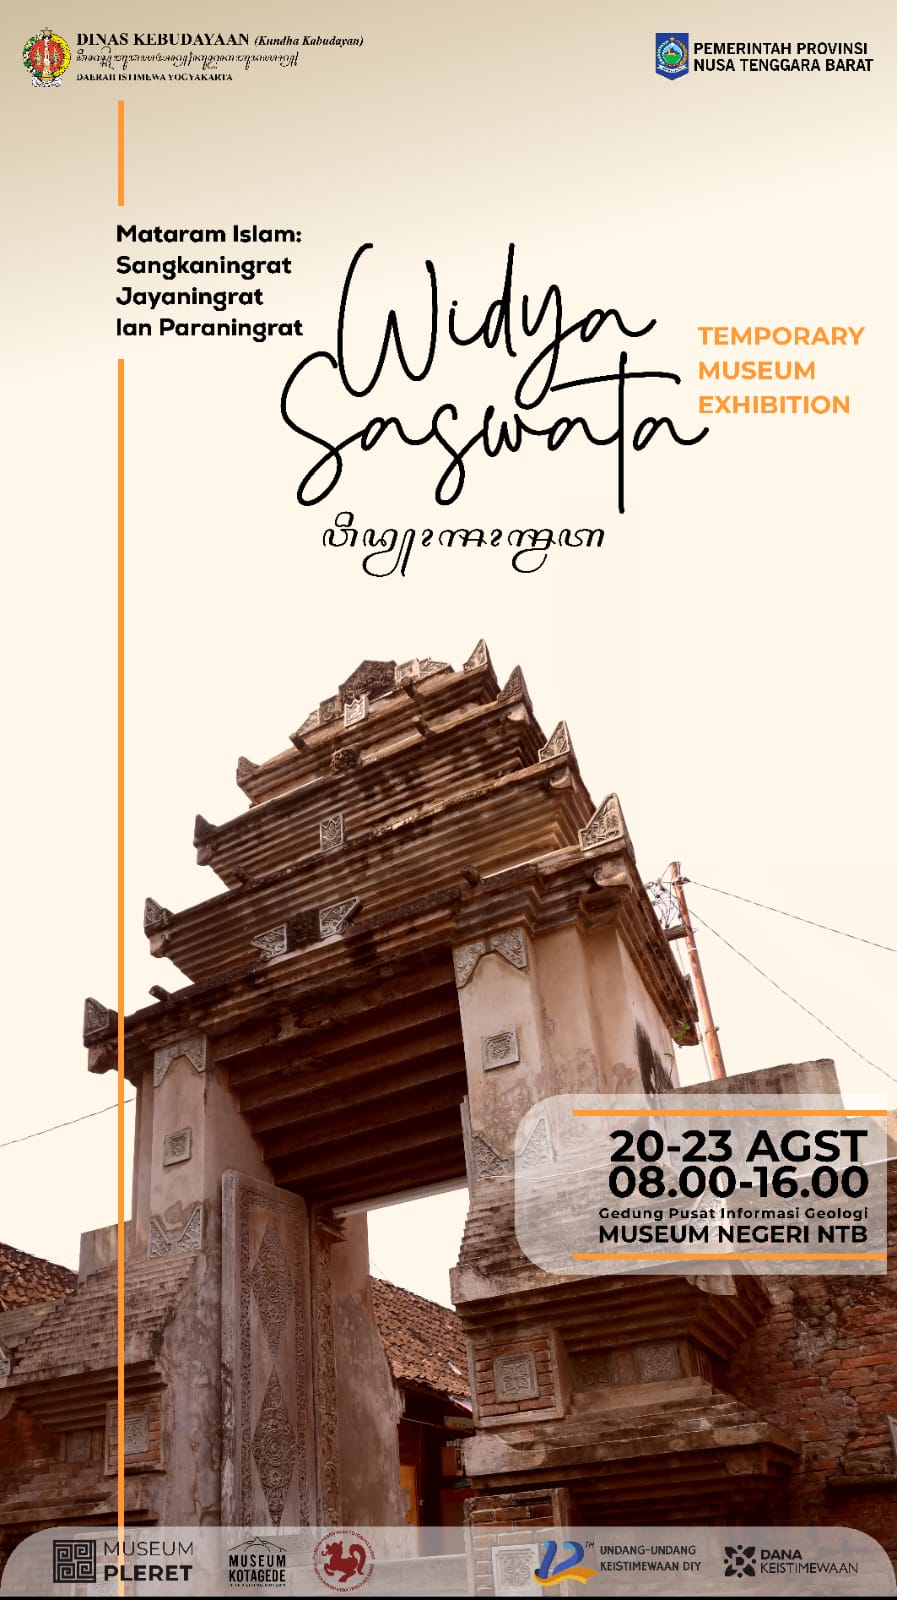 DINAS KEBUDAYAAN (Kundha Kabudayan)
DAERAH ISTIMEWA YOGYAKARTA
PEMERINTAH PROVINSI
NUSA TENGGARA BARAT
Mataram Islam:
Sangkaningrat
Jayaningrat
lan Paraningrat
Widya
Saswata
TEMPORARY
MUSEUM
EXHIBITION
20-23 AGST
08.00-16.00
Gedung Pusat Informasi Geologi
MUSEUM NEGERI NTB
MUSEUM
PLERET
MUSEUM
KOTAGEDE
12TH
UNDANG-UNDANG
KEISTIMEWAAN DIY
DANA
KEISTIMEWAAN